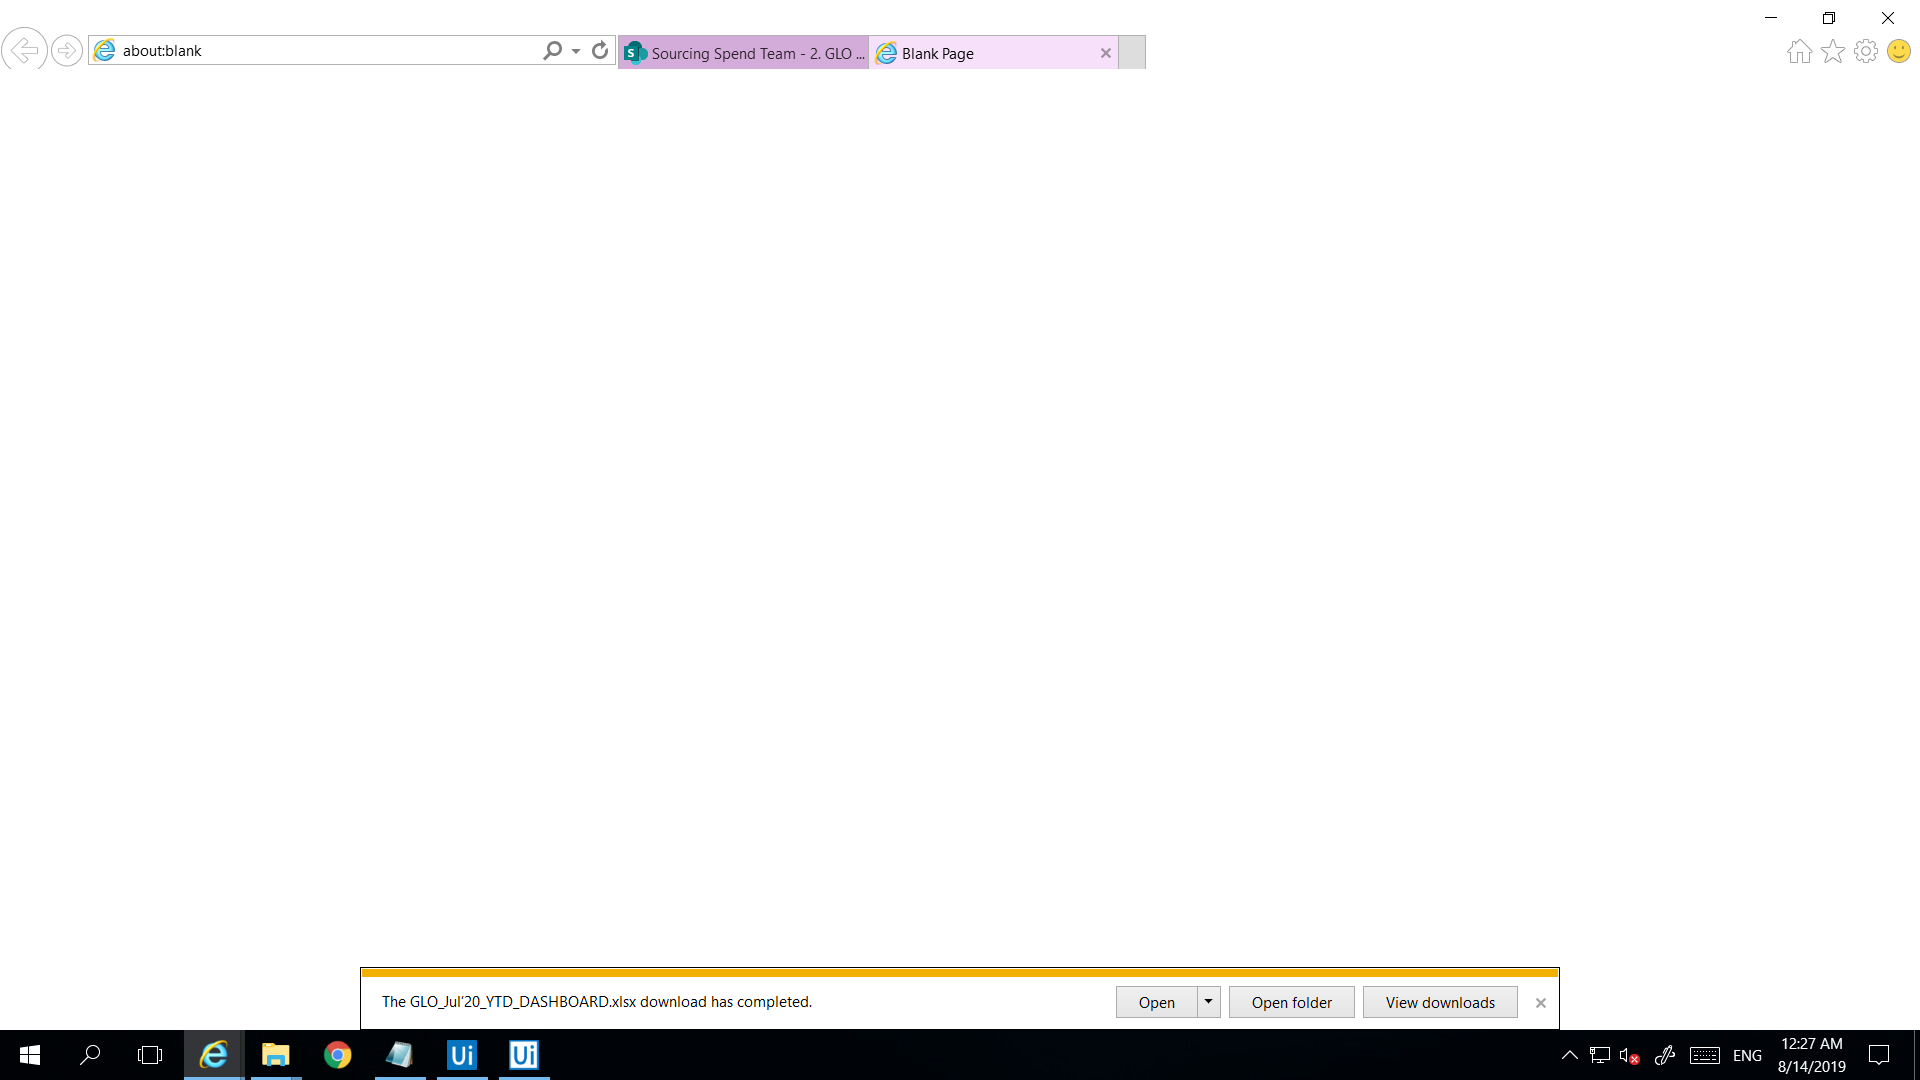 about:blank
Sourcing Spend Team - 2. GLO ...
Blank Page
The GLO_Jul'20_YTD_DASHBOARD.xlsx download has completed.
Open
Open folder
View downloads
Ui
Ui
ENG
12:27 AM
8/14/2019